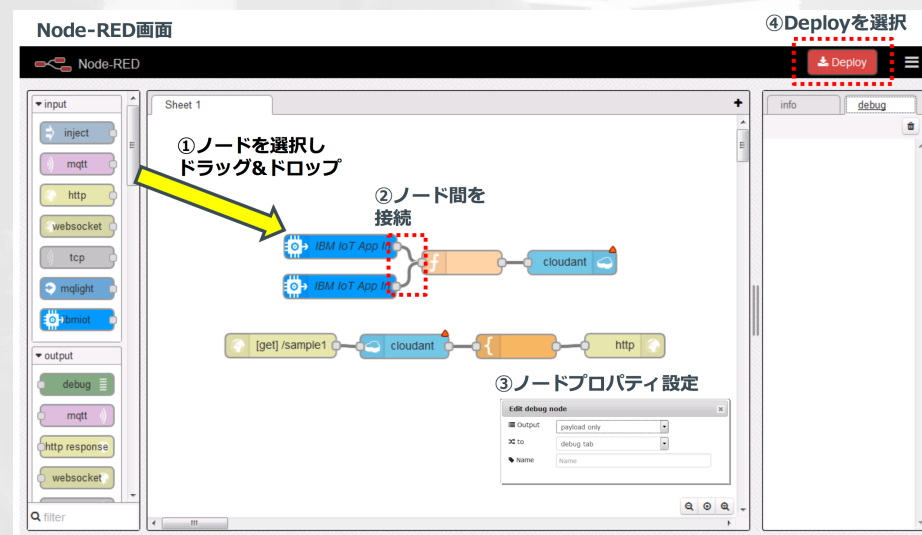 Node-RED画面
④Deployを選択
Node-RED
Deploy
input
inject
mqtt
http
websocket
tcp
mqlight
ibmiot
output
debug
mqtt
http response
websocket
filter
Sheet 1
①ノードを選択し
ドラッグ&ドロップ
②ノード間を
接続
IBM IoT App In
IBM IoT App In
f
cloudant
[get] /sample1
cloudant
{
http
③ノードプロパティ設定
Edit debug node
Output
payload only
to
debug tab
Name
Name
info
debug